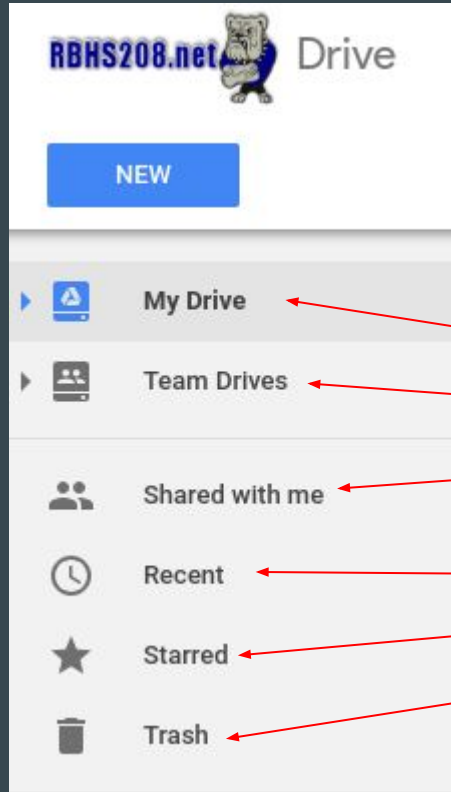 RBHS208.net Drive
NEW
My Drive
Team Drives
Shared with me
Recent
Starred
Trash